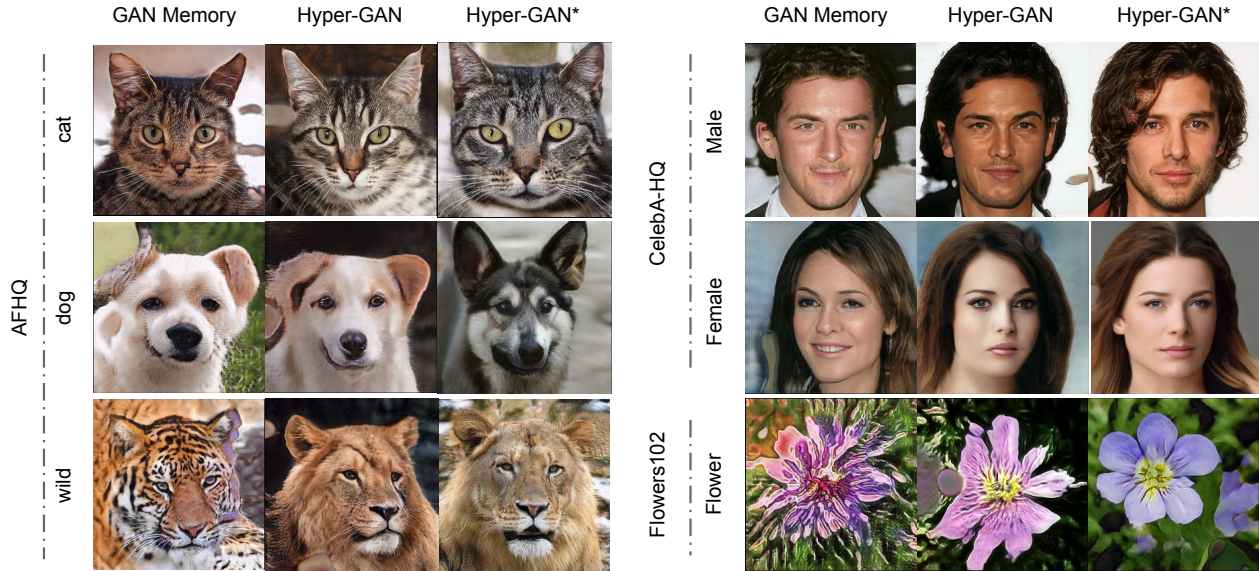 GAN Memory Hyper-GAN Hyper-GAN*
AFHQ
cat
dog
wild
GAN Memory Hyper-GAN Hyper-GAN*
CelebA-HQ
Male
Female
Flowers102
Flower